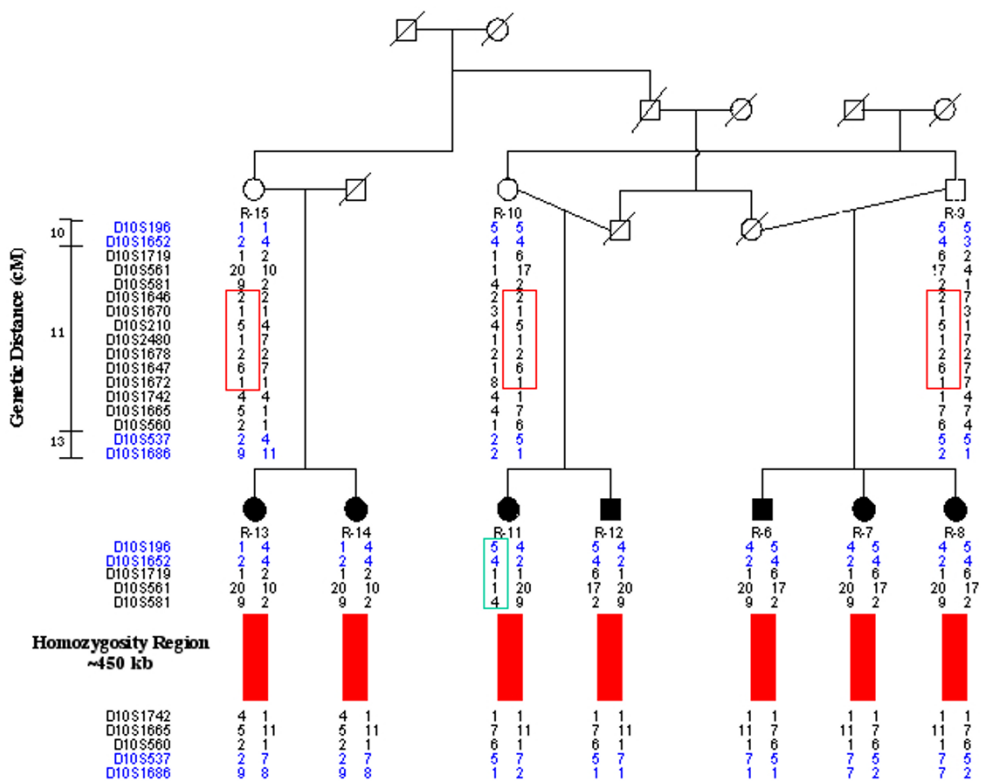 R-15 R-10 R-9
Genetic Distance (cM)
10
11
13
D10S196 1 1 5 5 5 5
D10S1652 2 4 4 4 4 3
D10S1719 1 2 1 6 6 2
D10S561 20 10 1 17 17 4
D10S581 9 2 4 2 2 1
D10S1646 2 2 2 2 2 7
D10S1670 1 1 3 1 1 3
D10S210 5 4 4 5 5 1
D10S2480 1 7 1 1 1 7
D10S1678 2 2 2 2 2 2
D10S1647 6 7 1 6 6 7
D10S1672 1 1 8 1 1 7
D10S1742 4 4 4 1 1 4
D10S1665 5 1 4 7 7 7
D10S560 2 1 1 6 6 4
D10S537 2 4 2 5 5 5
D10S1686 9 11 2 1 2 1
R-13 R-14 R-11 R-12 R-6 R-7 R-8
D10S196 1 4 1 4 5 4 5 4 4 5 4 5 4 5
D10S1652 2 4 2 4 4 2 4 2 2 4 2 4 2 4
D10S1719 1 2 1 2 1 1 6 1 1 6 1 6 1 6
D10S561 20 10 20 10 1 20 17 20 20 17 20 17 20 17
D10S581 9 2 9 2 4 9 2 9 9 2 9 2 9 2
Homozygosity Region
~450 kb
D10S1742 4 1 4 1 1 1 1 1 1 1 1 1 1 1
D10S1665 5 11 5 11 7 11 7 11 11 7 11 7 11 7
D10S560 2 1 2 1 6 1 6 1 1 6 1 6 1 6
D10S537 2 7 2 7 5 7 5 7 7 5 7 5 7 5
D10S1686 9 8 9 8 1 2 1 1 1 1 7 2 7 2